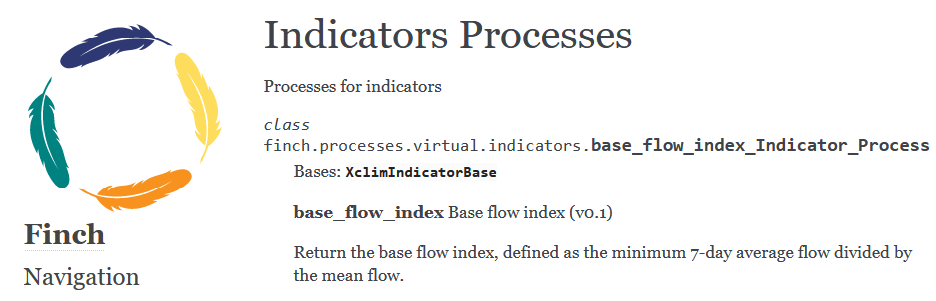 Indicators Processes
Processes for indicators
class
finch.processes.virtual.indicators.base_flow_index_Indicator_Process
Bases: XclimIndicatorBase
base_flow_index Base flow index (v0.1)
Return the base flow index, defined as the minimum 7-day average flow divided by
the mean flow.
Finch
Navigation